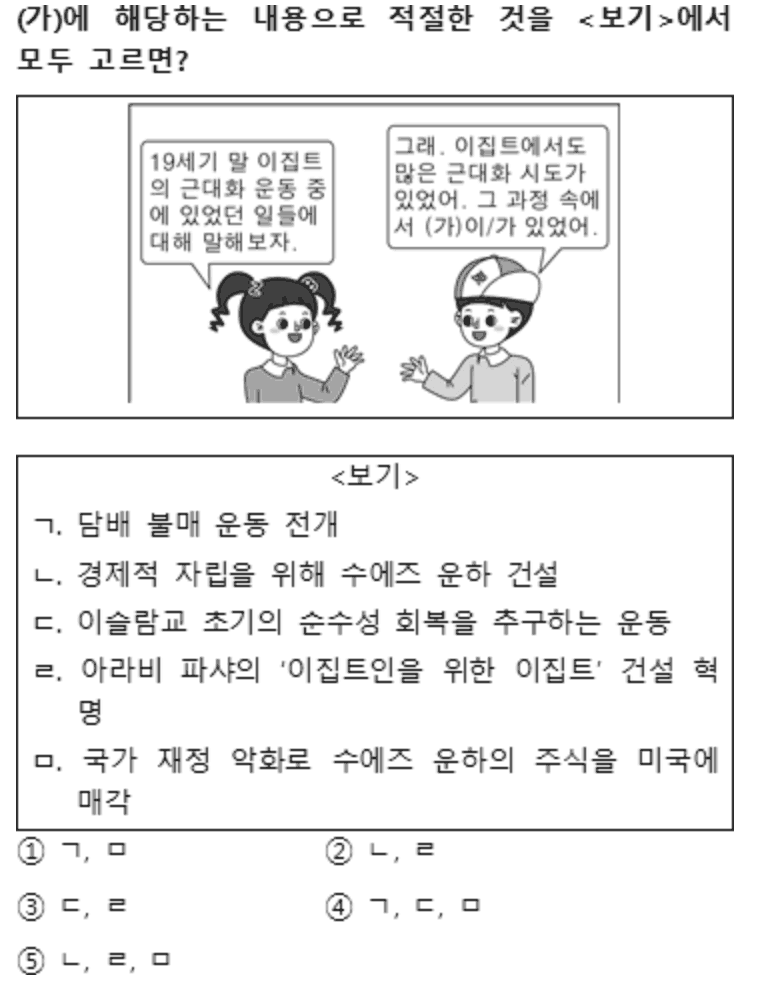 (가)에 해당하는 내용으로 적절한 것을 <보기>에서
모두 고르면?
19세기 말 이집트
의 근대화 운동 중
에 있었던 일들에
대해 말해보자.
그래. 이집트에서도
많은 근대화 시도가
있었어. 그 과정 속에
서 (가)이/가 있었어.
<보기>
ㄱ. 담배 불매 운동 전개
ㄴ. 경제적 자립을 위해 수에즈 운하 건설
ㄷ. 이슬람교 초기의 순수성 회복을 추구하는 운동
ㄹ. 아라비 파샤의 '이집트인을 위한 이집트' 건설 혁
명
ㅁ. 국가 재정 악화로 수에즈 운하의 주식을 미국에
매각
① ㄱ, ㅁ
② ㄴ, ㄹ
③ ㄷ, ㄹ
④ ㄱ, ㄷ, ㅁ
⑤ ㄴ, ㄹ, ㅁ